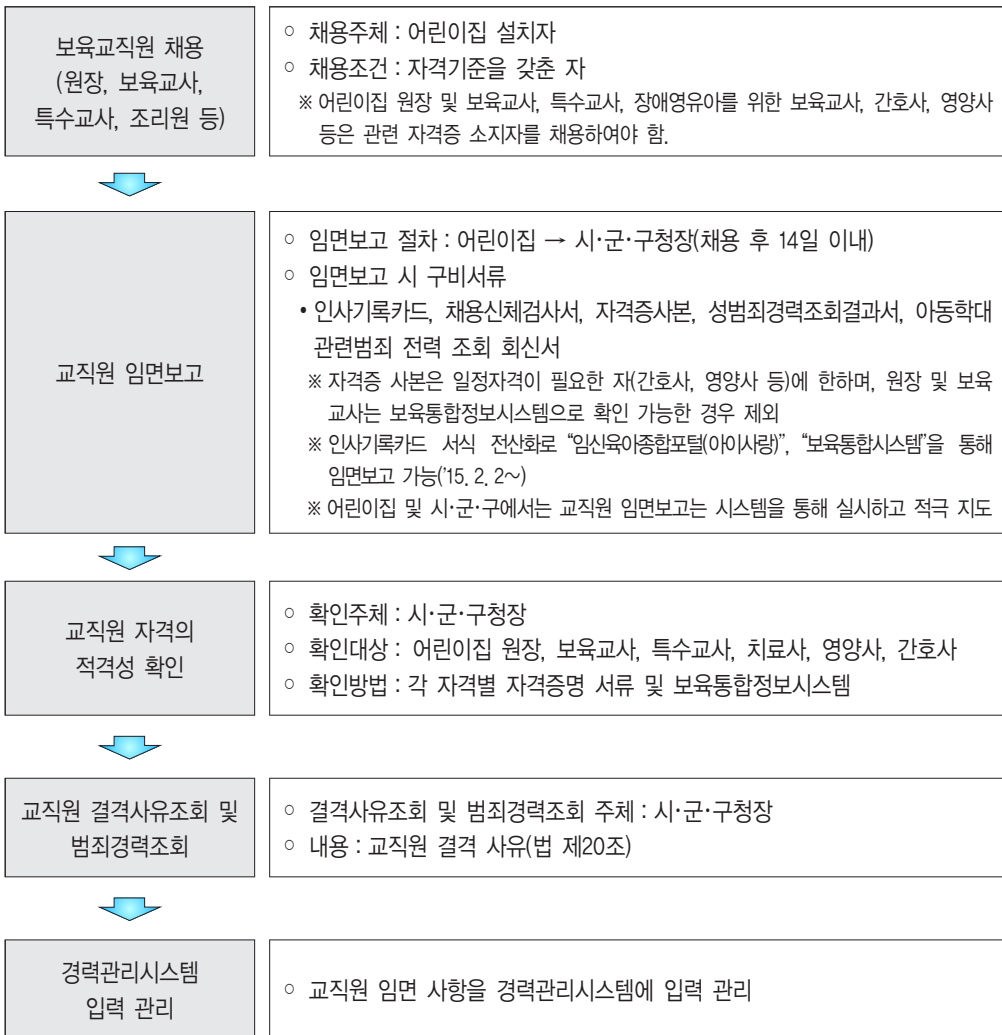 보육교직원 채용
(원장, 보육교사,
특수교사, 조리원 등)
○ 채용주체 : 어린이집 설치자
○ 채용조건 : 자격기준을 갖춘 자
※ 어린이집 원장 및 보육교사, 특수교사, 장애영유아를 위한 보육교사, 간호사, 영양사
등은 관련 자격증 소지자를 채용하여야 함.
교직원 임면보고
○ 임면보고 절차 : 어린이집 → 시·군·구청장(채용 후 14일 이내)
○ 임면보고 시 구비서류
• 인사기록카드, 채용신체검사서, 자격증사본, 성범죄경력조회결과서, 아동학대
관련범죄 전력 조회 회신서
※ 자격증 사본은 일정자격이 필요한 자(간호사, 영양사 등)에 한하며, 원장 및 보육
교사는 보육통합정보시스템으로 확인 가능한 경우 제외
※ 인사기록카드 서식 전산화로 “임신육아종합포털(아이사랑)”, “보육통합시스템”을 통해
임면보고 가능(’15. 2. 2～)
※ 어린이집 및 시·군·구에서는 교직원 임면보고는 시스템을 통해 실시하고 적극 지도
교직원 자격의
적격성 확인
○ 확인주체 : 시·군·구청장
○ 확인대상 : 어린이집 원장, 보육교사, 특수교사, 치료사, 영양사, 간호사
○ 확인방법 : 각 자격별 자격증명 서류 및 보육통합정보시스템
교직원 결격사유조회 및
범죄경력조회
○ 결격사유조회 및 범죄경력조회 주체 : 시·군·구청장
○ 내용 : 교직원 결격 사유(법 제20조)
경력관리시스템
입력 관리
○ 교직원 임면 사항을 경력관리시스템에 입력 관리